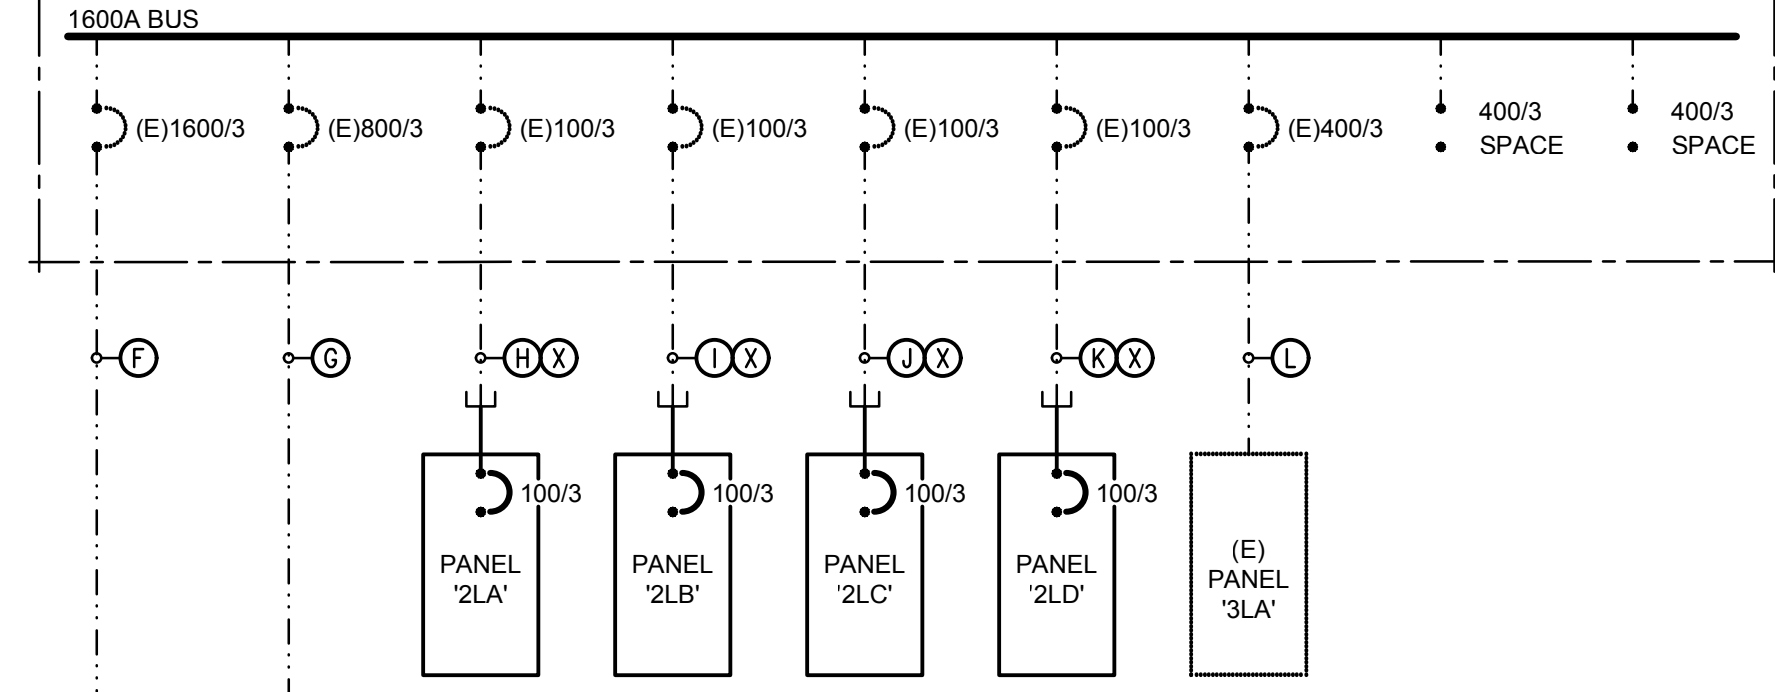 1600A BUS
(E)1600/3
(E)800/3
(E)100/3
(E)100/3
(E)100/3
(E)100/3
(E)400/3
400/3
SPACE
400/3
SPACE
F
G
H X
I X
J X
K X
L
100/3
PANEL
'2LA'
100/3
PANEL
'2LB'
100/3
PANEL
'2LC'
100/3
PANEL
'2LD'
(E)
PANEL
'3LA'